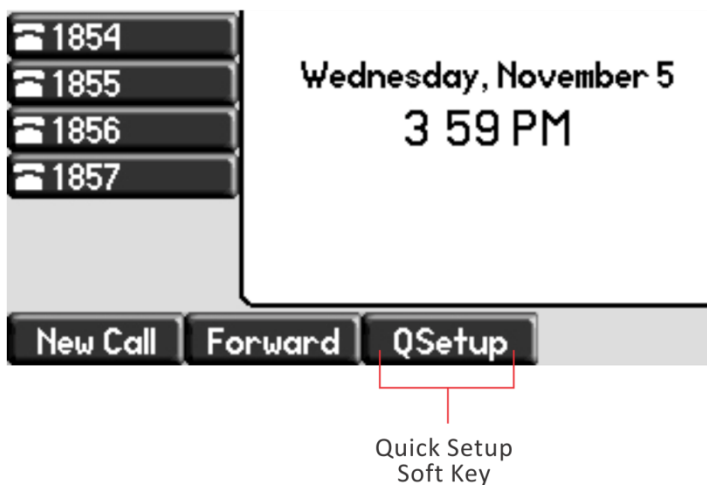 1854
1855
1856
1857
Wednesday, November 5
3 59 PM
New Call Forward QSetup
Quick Setup
Soft Key